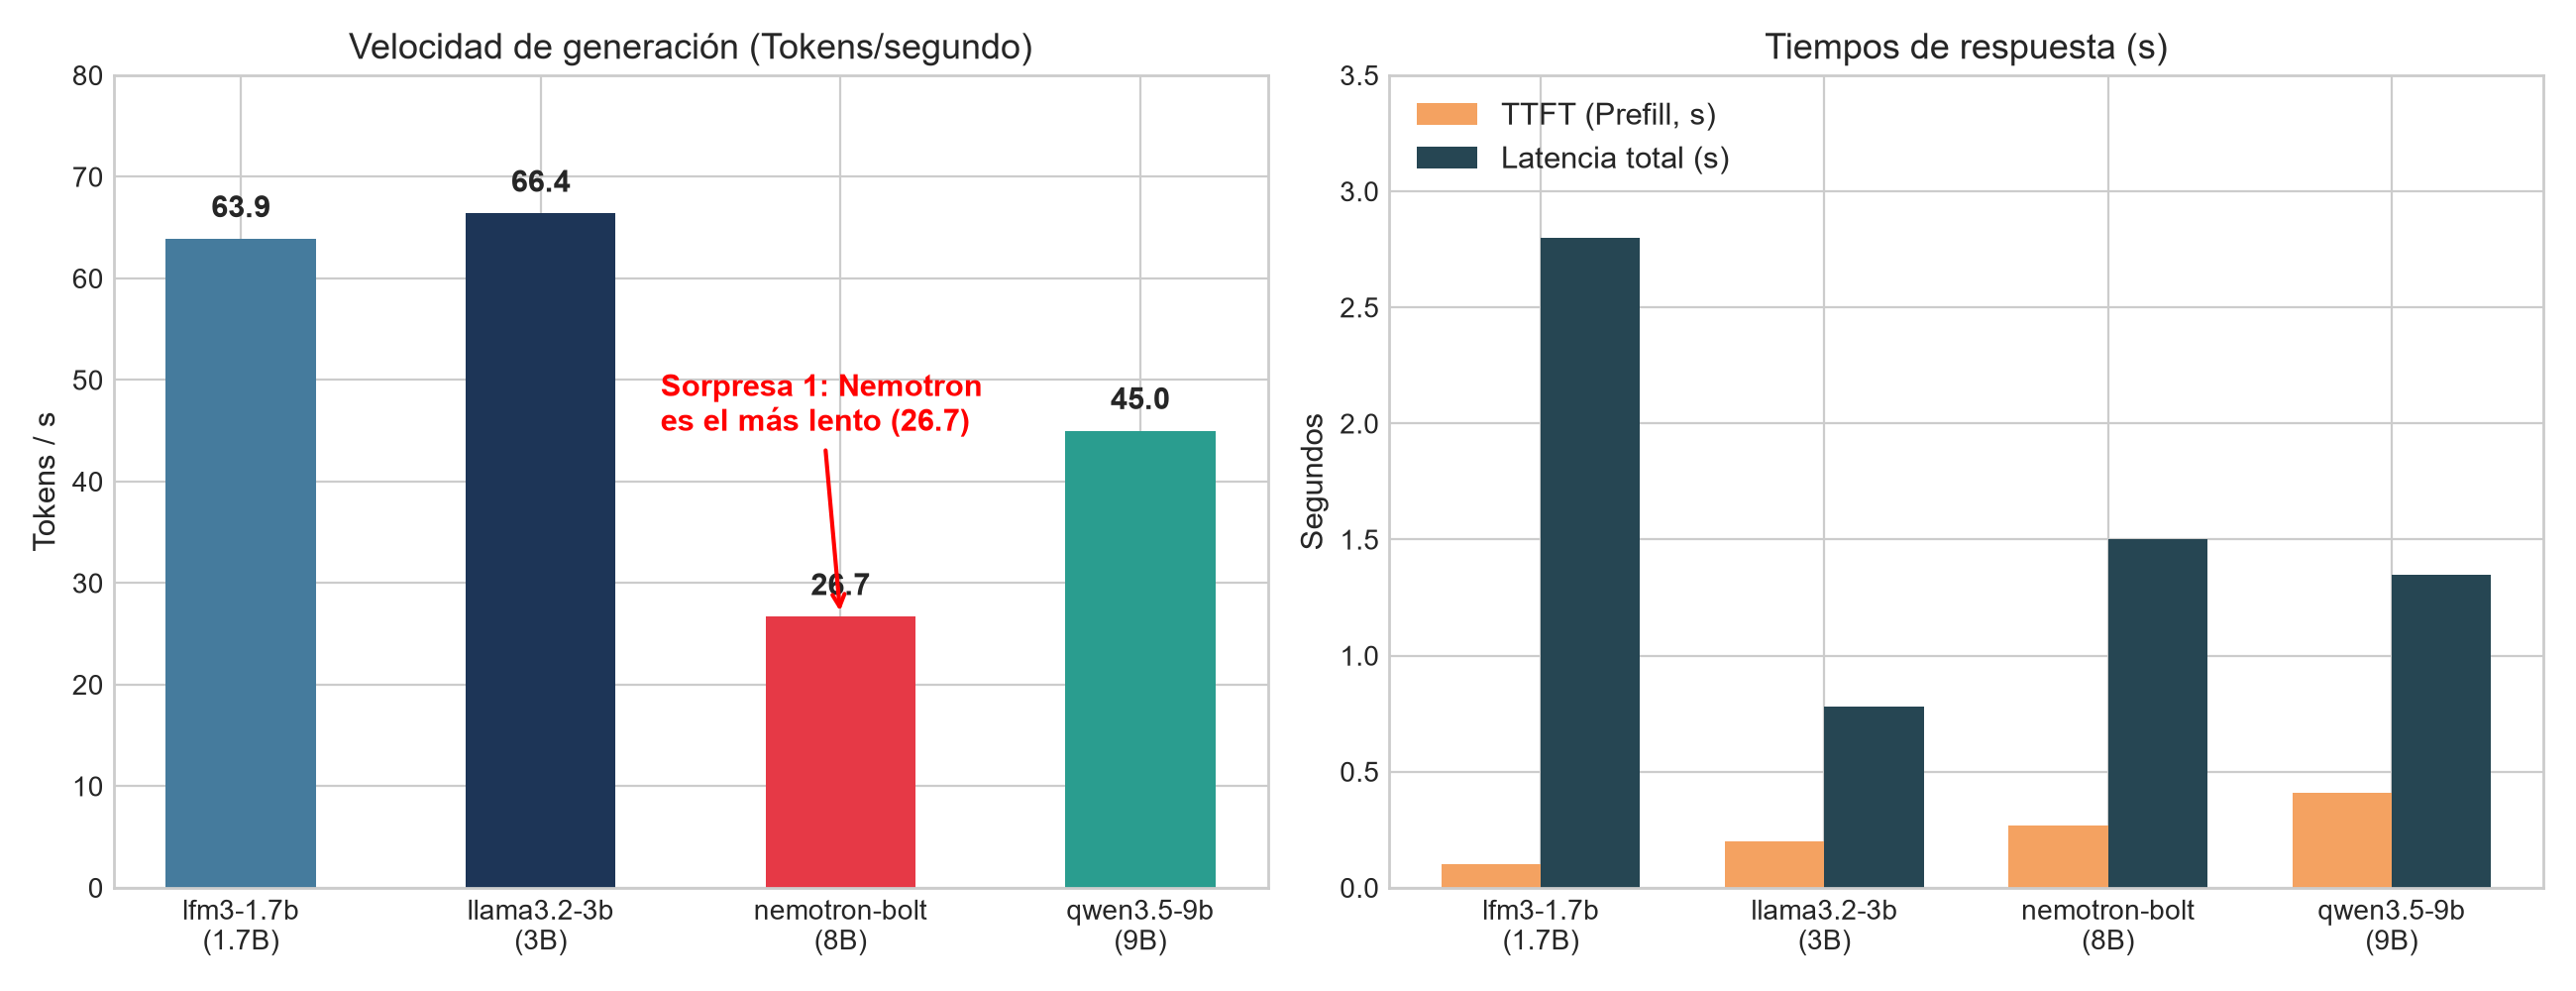 Velocidad de generación (Tokens/segundo)
80
70
60
50
40
30
20
10
0
Tokens / s
63.9
66.4
26.7
45.0
Sorpresa 1: Nemotron
es el más lento (26.7)
lfm3-1.7b
(1.7B)
llama3.2-3b
(3B)
nemotron-bolt
(8B)
qwen3.5-9b
(9B)
Tiempos de respuesta (s)
TTFT (Prefill, s)
Latencia total (s)
3.5
3.0
2.5
2.0
1.5
1.0
0.5
0.0
Segundos
lfm3-1.7b
(1.7B)
llama3.2-3b
(3B)
nemotron-bolt
(8B)
qwen3.5-9b
(9B)